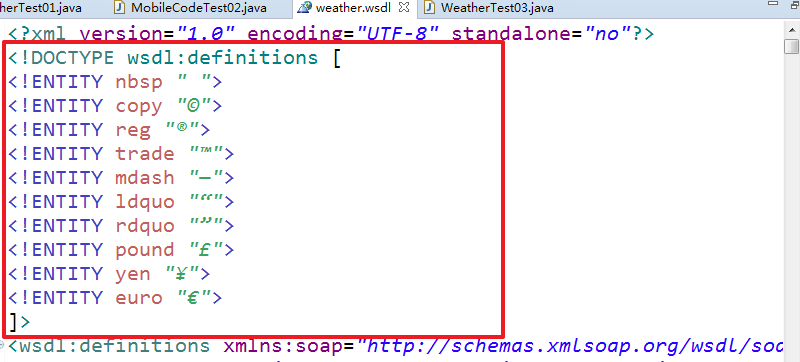 herTest01.java MobileCodeTest02.java weather.wsdl WeatherTest03.java
<?xml version="1.0" encoding="UTF-8" standalone="no"?>
<!DOCTYPE wsdl:definitions [
<!ENTITY nbsp " ">
<!ENTITY copy "©">
<!ENTITY reg "®">
<!ENTITY trade "™">
<!ENTITY mdash "—">
<!ENTITY ldquo "“">
<!ENTITY rdquo "”">
<!ENTITY pound "£">
<!ENTITY yen "¥">
<!ENTITY euro "€">
]>
<wsdl:definitions xmlns:soap="http://schemas.xmlsoap.org/wsdl/soa